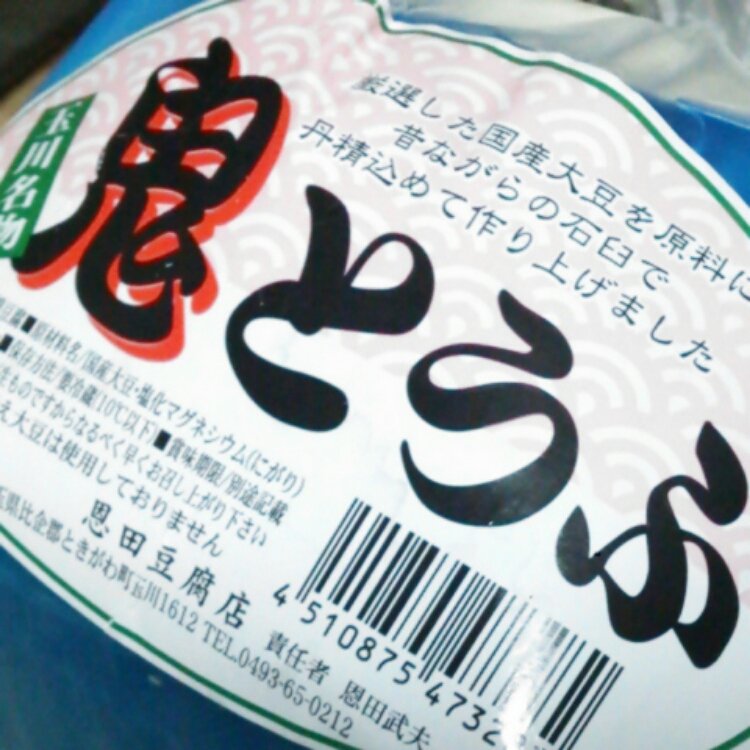 玉川名物
鬼とうふ
厳選した国産大豆を原料に
昔ながらの石臼で
丹精込めて作り上げました
豆腐■原材料名/国産大豆・塩化マグネシウム(にがり)
■保存方法/要冷蔵(10℃以下)■賞味期限/別途記載
ものですからなるべく早くお召し上がり下さい
え大豆は使用しておりません
恩田豆腐店
玉県比企郡ときがわ町玉川1612 TEL.0493-65-0212
責任者 恩田武夫
4 510875 4732